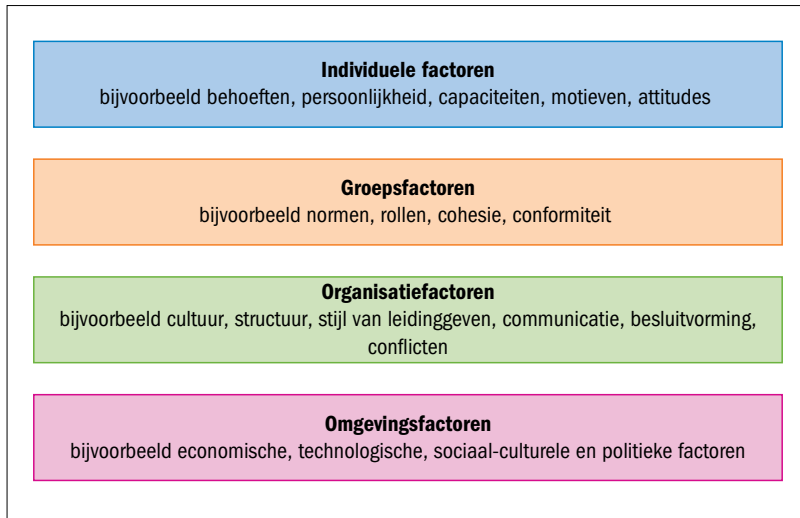 Individuele factoren
bijvoorbeeld behoeften, persoonlijkheid, capaciteiten, motieven, attitudes
Groepsfactoren
bijvoorbeeld normen, rollen, cohesie, conformiteit
Organisatiefactoren
bijvoorbeeld cultuur, structuur, stijl van leidinggeven, communicatie, besluitvorming,
conflicten
Omgevingsfactoren
bijvoorbeeld economische, technologische, sociaal-culturele en politieke factoren